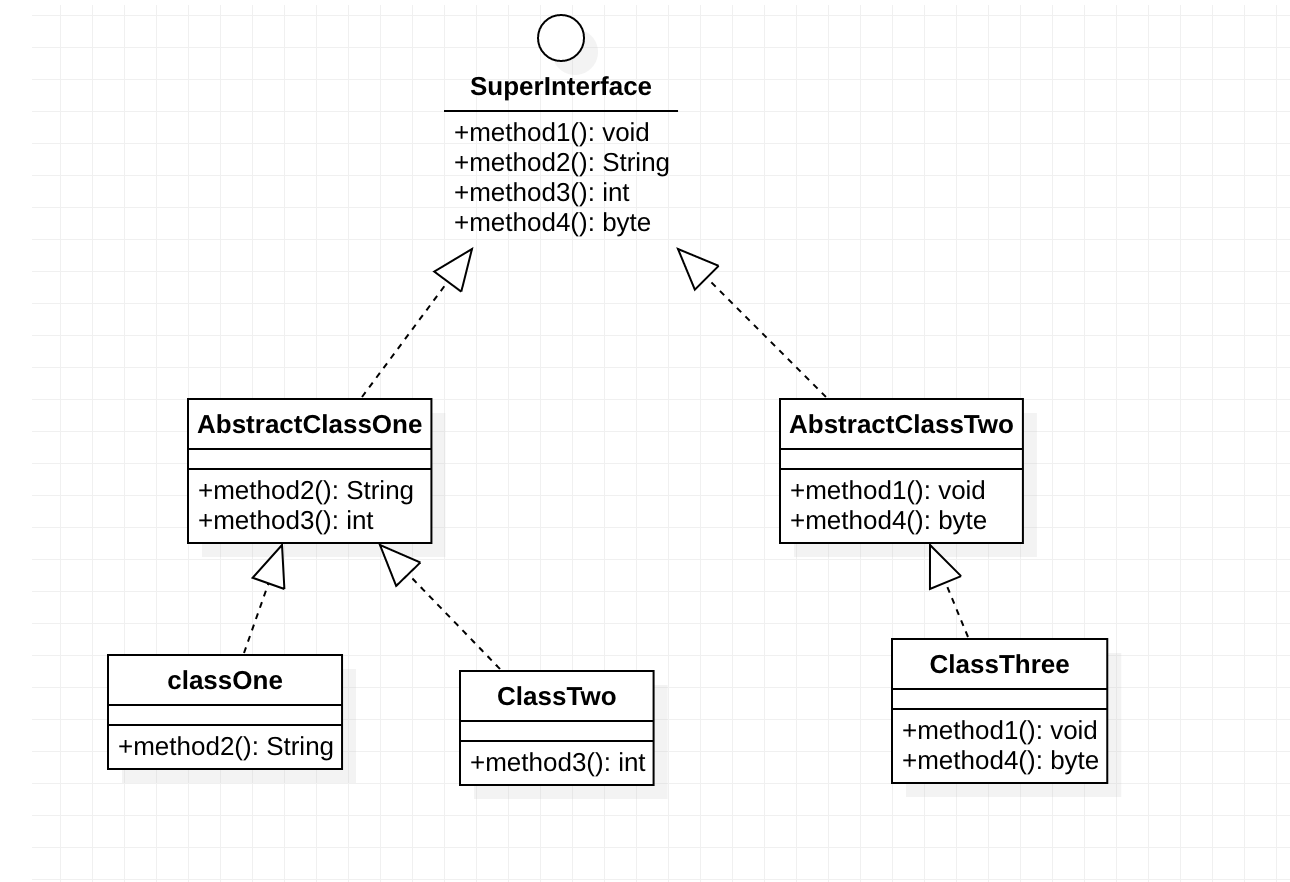 SuperInterface
+method1(): void
+method2(): String
+method3(): int
+method4(): byte
AbstractClassOne
+method2(): String
+method3(): int
AbstractClassTwo
+method1(): void
+method4(): byte
classOne
+method2(): String
ClassTwo
+method3(): int
ClassThree
+method1(): void
+method4(): byte